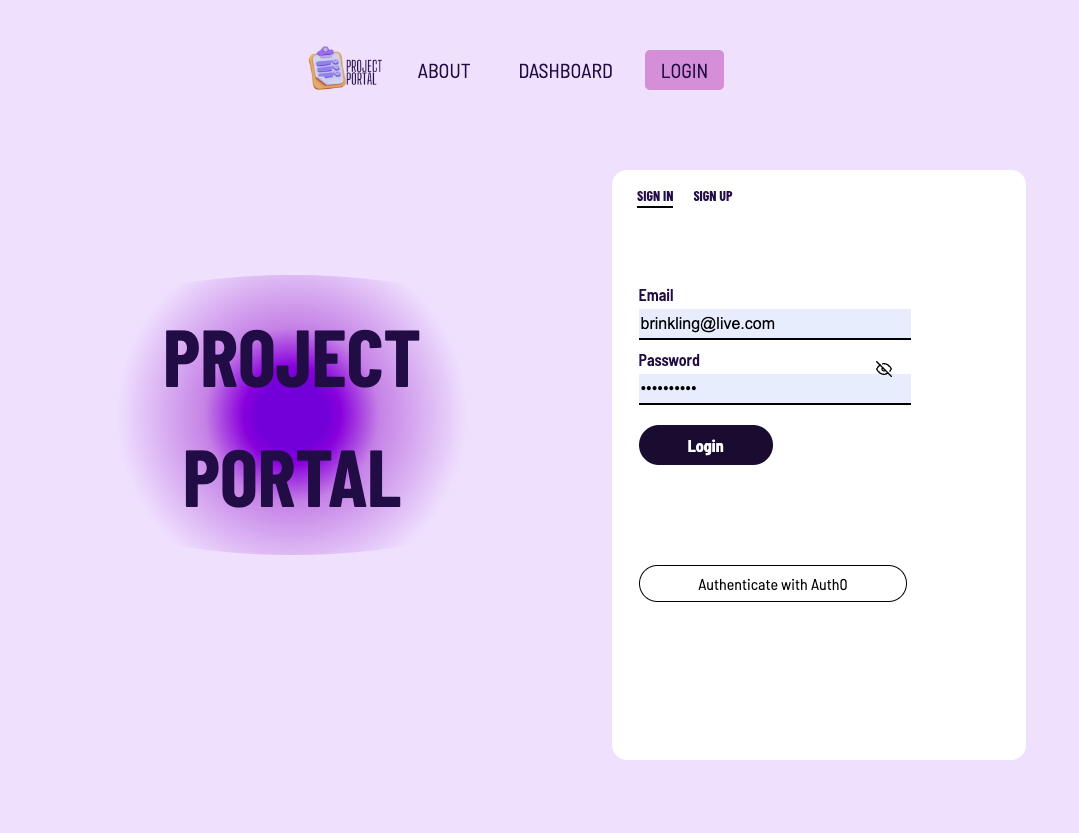 PROJECT
PORTAL
ABOUT
DASHBOARD
LOGIN
PROJECT
PORTAL
SIGN IN
SIGN UP
Email
brinkling@live.com
Password
••••••••••
Login
Authenticate with Auth0